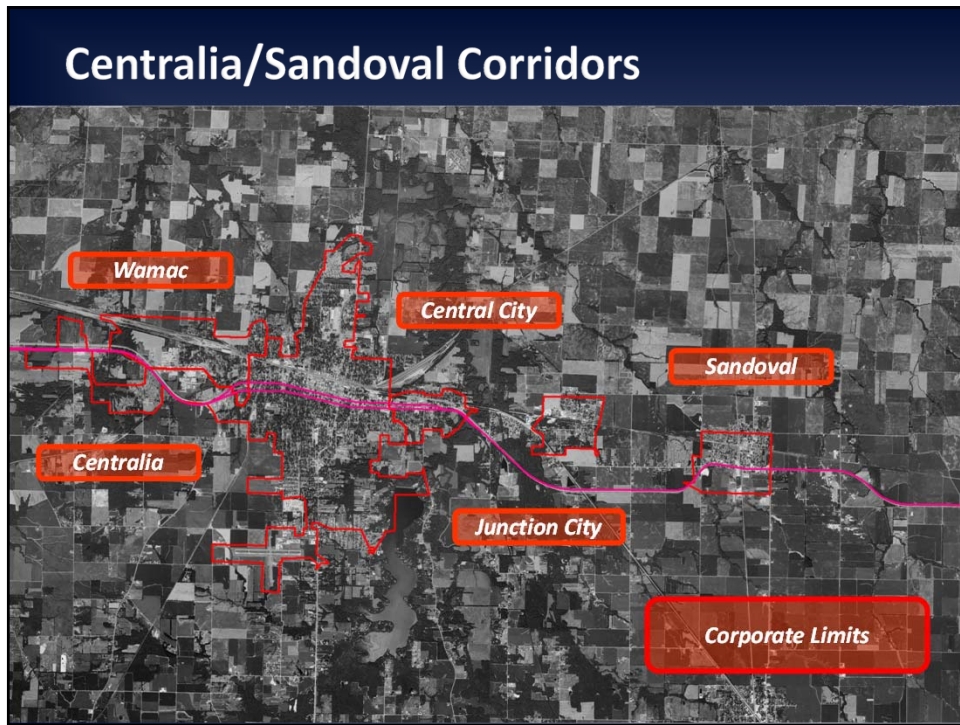 Centralia/Sandoval Corridors
Wamac
Central City
Sandoval
Centralia
Junction City
Corporate Limits